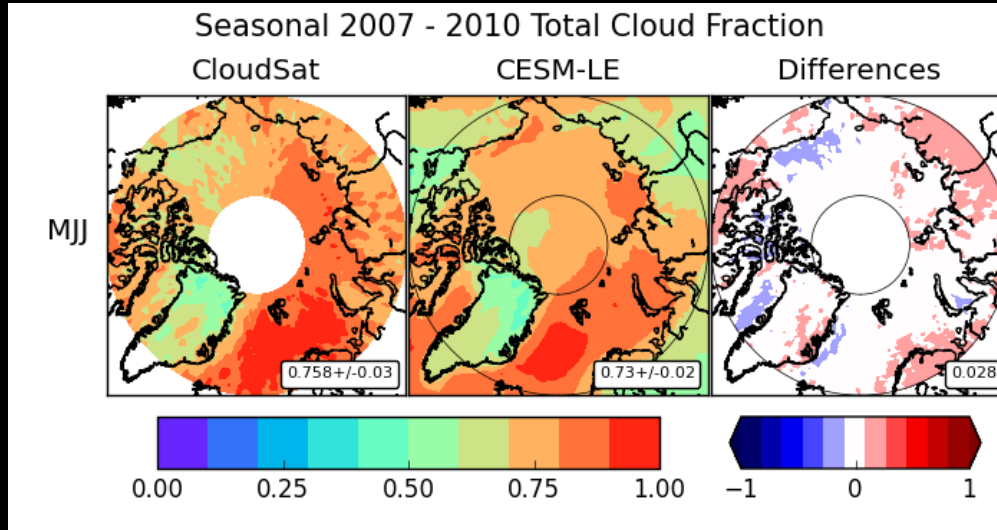 Seasonal 2007 - 2010 Total Cloud Fraction
CloudSat CESM-LE Differences
MJJ
0.758+/-0.03 0.73+/-0.02 0.028
0.00 0.25 0.50 0.75 1.00 −1 0 1